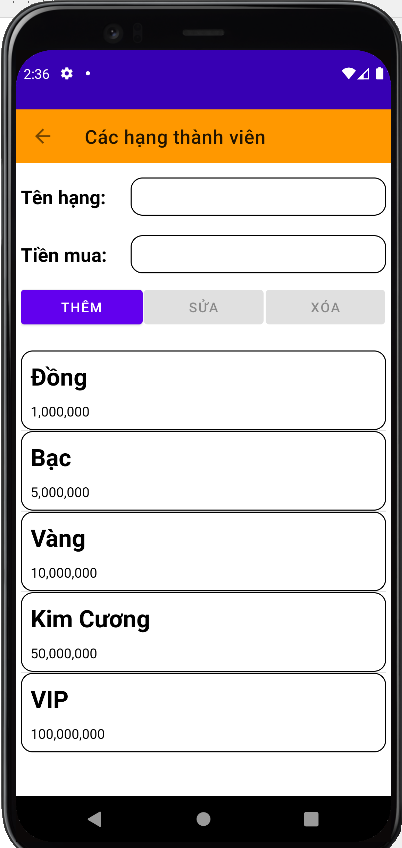 2:36
Các hạng thành viên
Tên hạng:
Tiền mua:
THÊM SỬA XÓA
Đồng
1,000,000
Bạc
5,000,000
Vàng
10,000,000
Kim Cương
50,000,000
VIP
100,000,000